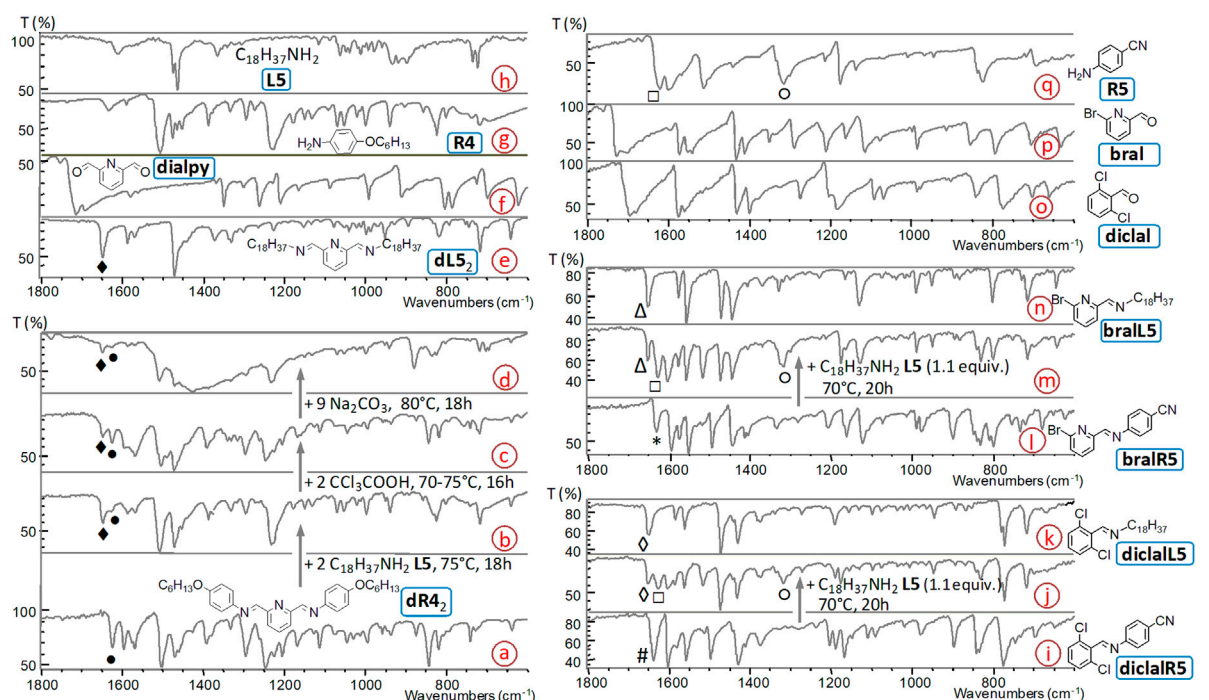 T (%)
100
C18H37NH2
L5
h
50
50
N
H2N
OC6H13
R4
g
O
N
O
dialpy
50
f
50
C18H37
N
N
N
C18H37
dL52
e
♦
1800 1600 1400 1200 1000 800
Wavenumbers (cm-1)
T (%)
50
♦ ●
d
+ 9 Na2CO3, 80°C, 18h
50
♦ ●
c
+ 2 CCl3COOH, 70-75°C, 16h
50
♦ ●
b
+ 2 C18H37NH2 L5, 75°C, 18h
C6H13O
OC6H13
N
N
N
dR42
100
50
●
a
1800 1600 1400 1200 1000 800
Wavenumbers (cm-1)
T (%)
50
□ O
q
CN
H2N
R5
100
50
p
Br
N
O
bral
100
50
o
Cl
O
Cl
diclal
1800 1600 1400 1200 1000 800
Wavenumbers (cm-1)
T (%)
80
60
40
Δ
n
Br
N
N
C18H37
bralL5
80
60
40
Δ □ O
+ C18H37NH2 L5 (1.1 equiv.)
70°C, 20h
m
50
*
l
Br
N
N
CN
bralR5
1800 1600 1400 1200 1000 800
Wavenumbers (cm-1)
T (%)
80
60
40
◊
k
Cl
N
C18H37
Cl
diclalL5
50
◊ □ O
+ C18H37NH2 L5 (1.1equiv.)
70°C, 20h
j
80
60
40
#
i
Cl
N
CN
Cl
diclalR5
1800 1600 1400 1200 1000 800
Wavenumbers (cm-1)